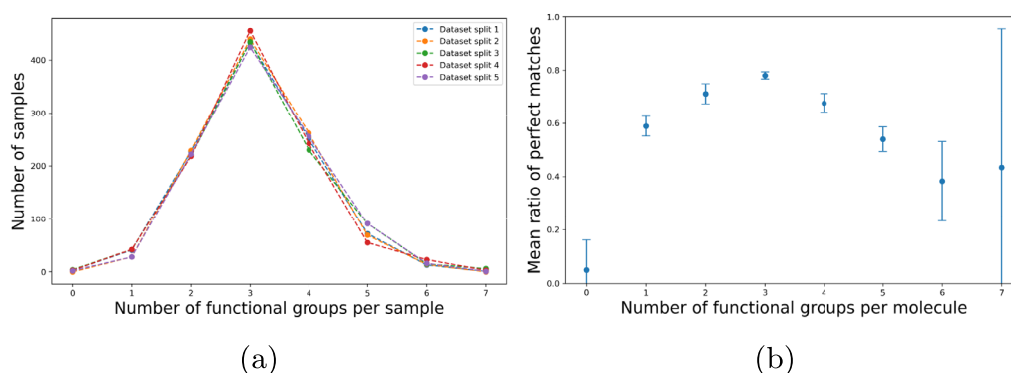 Number of samples
400
300
200
100
0
0 1 2 3 4 5 6 7
Number of functional groups per sample
Dataset split 1
Dataset split 2
Dataset split 3
Dataset split 4
Dataset split 5
(a)
Mean ratio of perfect matches
1.0
0.8
0.6
0.4
0.2
0.0
0 1 2 3 4 5 6 7
Number of functional groups per molecule
(b)